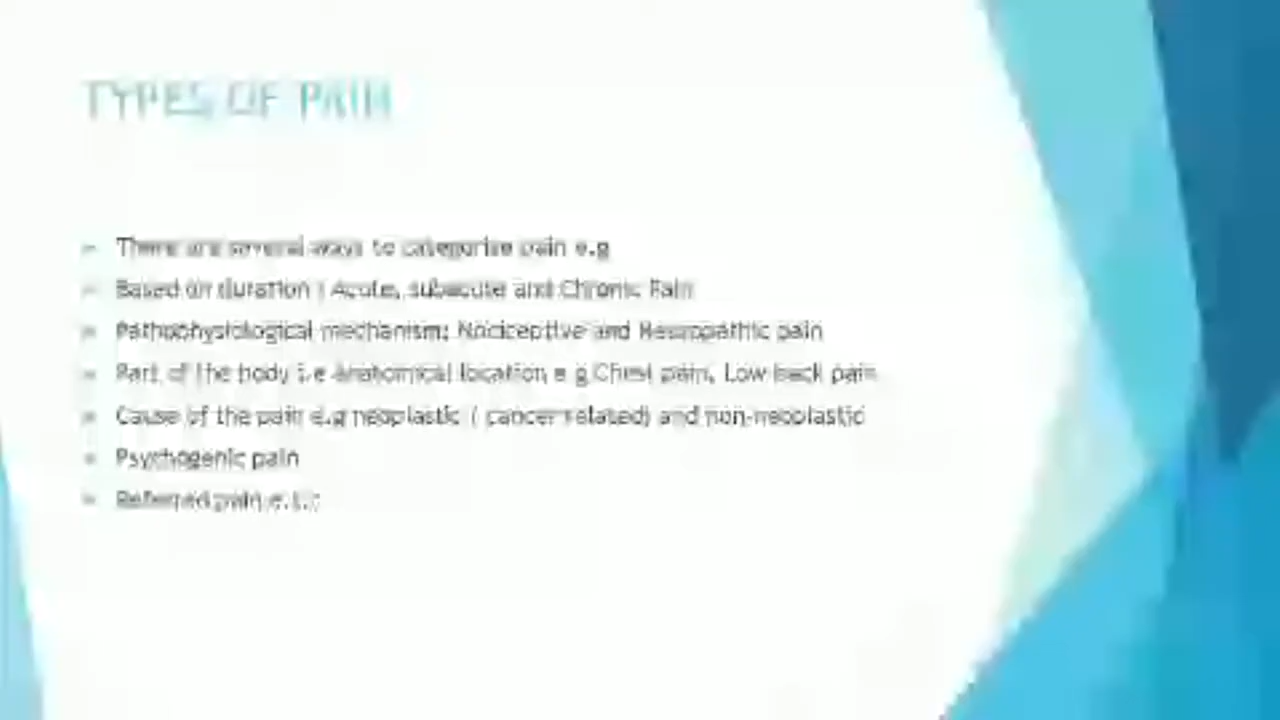 TYPES OF PAIN
There are several ways to categorise pain e.g
Based on duration : Acute, subacute and Chronic Pain
Pathophysiological mechanism: Nociceptive and Neuropathic pain
Part of the body i.e anatomical location e.g Chest pain, Low back pain
Cause of the pain e.g neoplastic ( cancer related) and non-neoplastic
Psychogenic pain
Referred pain e.t.c